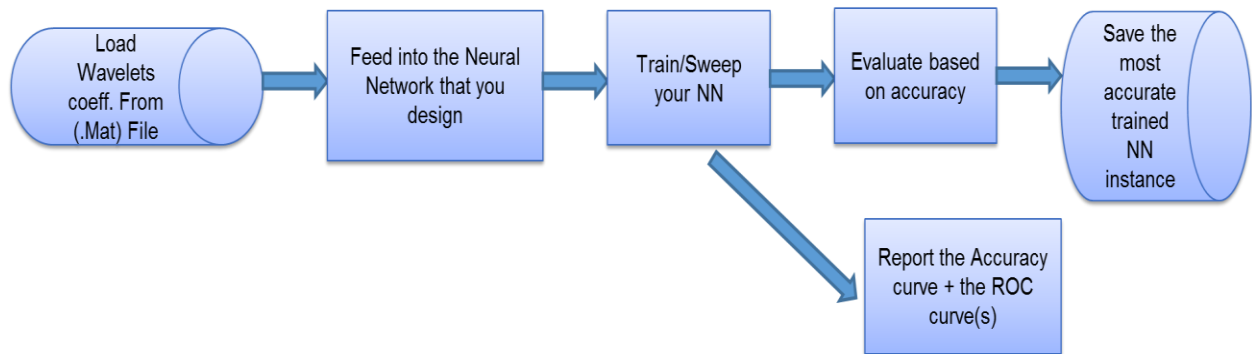 Load
Wavelets
coeff. From
(.Mat) File
Feed into the Neural
Network that you
design
Train/Sweep
your NN
Evaluate based
on accuracy
Save the
most
accurate
trained
NN
instance
Report the Accuracy
curve + the ROC
curve(s)